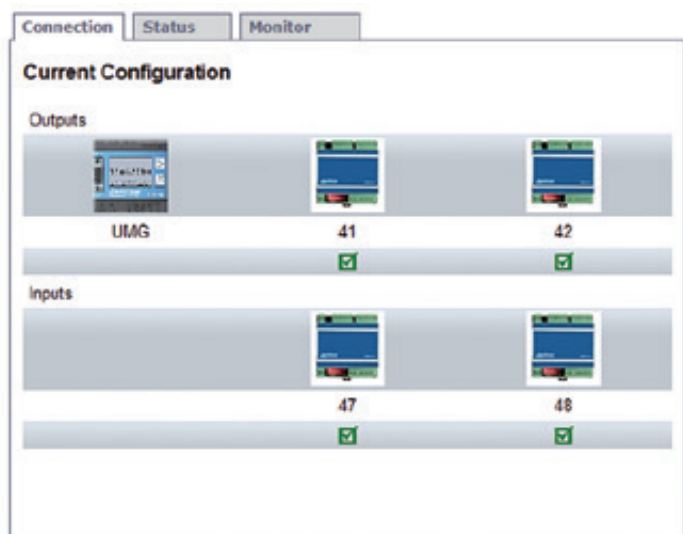 Connection Status Monitor
Current Configuration
Outputs
UMG 41 42
Inputs
47 48